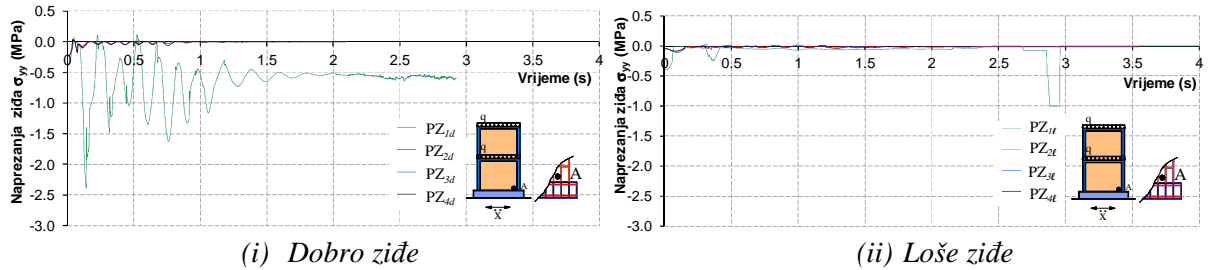 Naprezanja ziđa σyy (MPa)
0.5
0.0
-0.5
-1.0
-1.5
-2.0
-2.5
-3.0
0 0.5 1 1.5 2 2.5 3 3.5 4
Vrijeme (s)
PZ1d
PZ2d
PZ3d
PZ4d
q
q
A
A
ẍ
(i) Dobro ziđe
Naprezanja ziđa σyy (MPa)
0.5
0.0
-0.5
-1.0
-1.5
-2.0
-2.5
-3.0
0 0.5 1 1.5 2 2.5 3 3.5 4
Vrijeme (s)
PZ1ℓ
PZ2ℓ
PZ3ℓ
PZ4ℓ
q
q
A
A
ẍ
(ii) Loše ziđe